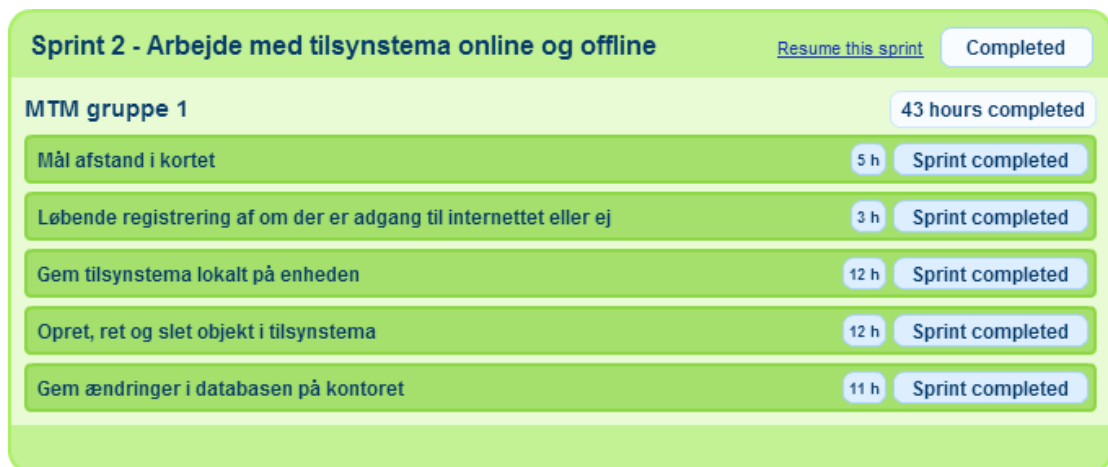 Sprint 2 - Arbejde med tilsynstema online og offline Resume this sprint Completed
MTM gruppe 1 43 hours completed
Mål afstand i kortet 5 h Sprint completed
Løbende registrering af om der er adgang til internettet eller ej 3 h Sprint completed
Gem tilsynstema lokalt på enheden 12 h Sprint completed
Opret, ret og slet objekt i tilsynstema 12 h Sprint completed
Gem ændringer i databasen på kontoret 11 h Sprint completed